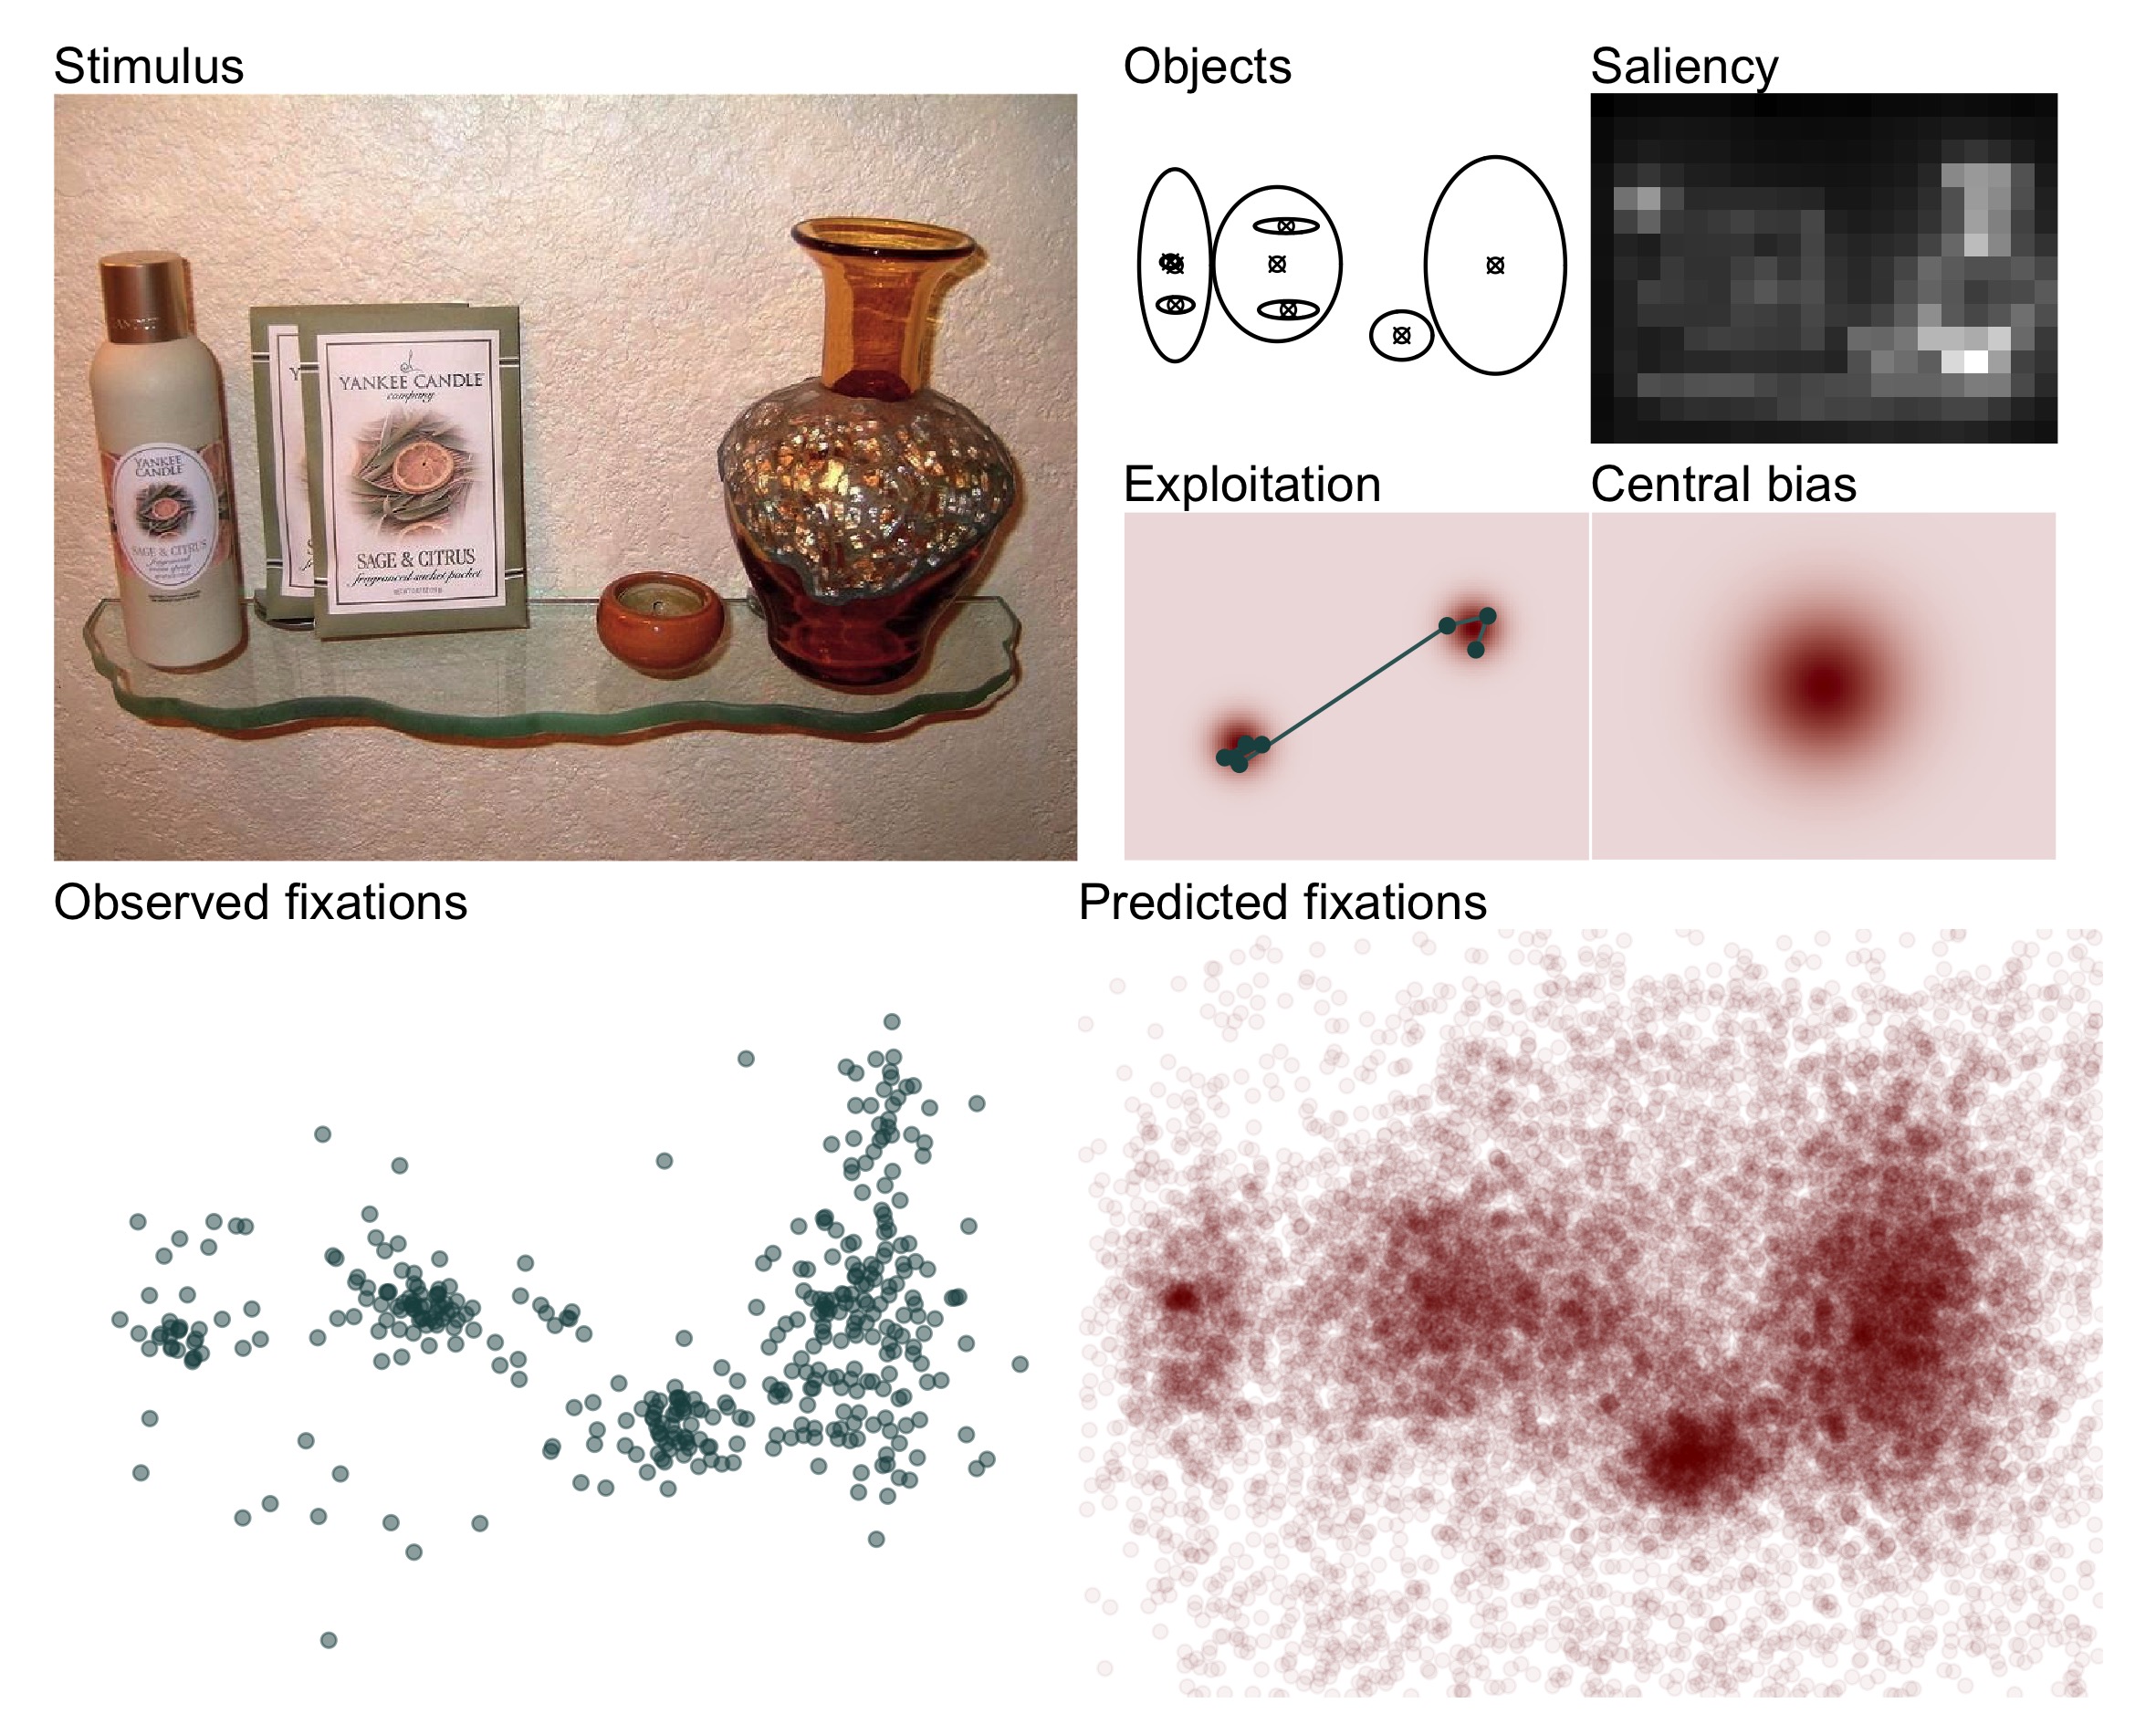 Stimulus
Objects
Saliency
YANKEE CANDLE
company
SAGE & CITRUS
fragranced sachet packet
Y
YANKEE
CANDLE
SAGE & CITRUS
Exploitation
Central bias
Observed fixations
Predicted fixations